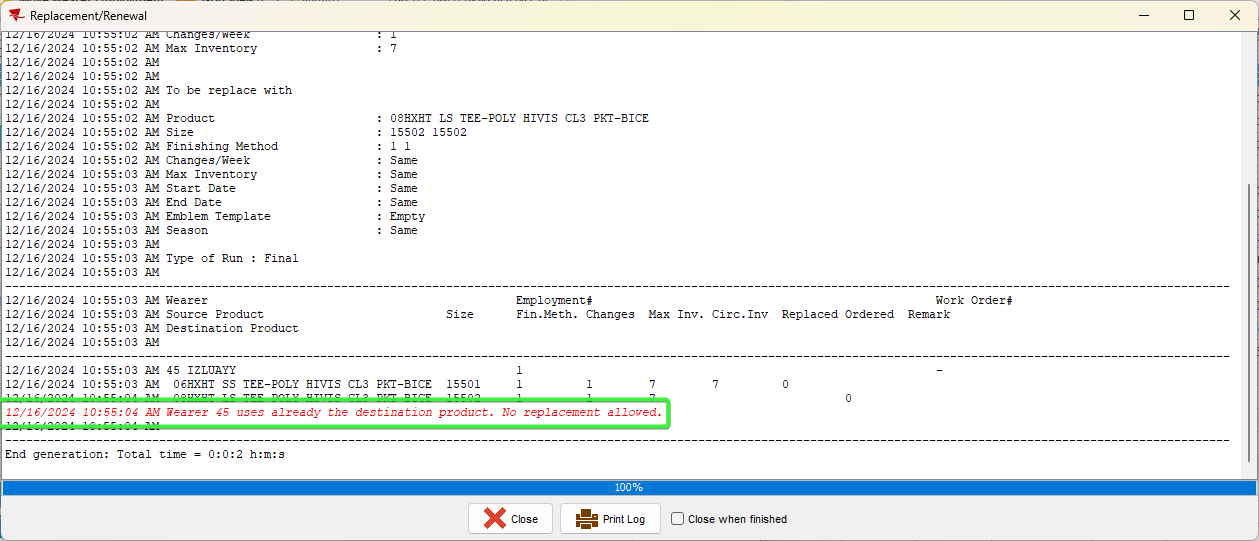 Replacement/Renewal
12/16/2024 10:55:02 AM Changes/Week : 1
12/16/2024 10:55:02 AM Max Inventory : 7
12/16/2024 10:55:02 AM
12/16/2024 10:55:02 AM
12/16/2024 10:55:02 AM To be replace with
12/16/2024 10:55:02 AM
12/16/2024 10:55:02 AM Product : 08HXHT LS TEE-POLY HIVIS CL3 PKT-BICE
12/16/2024 10:55:02 AM Size : 15502 15502
12/16/2024 10:55:02 AM Finishing Method : 1 1
12/16/2024 10:55:02 AM Changes/Week : Same
12/16/2024 10:55:03 AM Max Inventory : Same
12/16/2024 10:55:03 AM Start Date : Same
12/16/2024 10:55:03 AM End Date : Same
12/16/2024 10:55:03 AM Emblem Template : Empty
12/16/2024 10:55:03 AM Season : Same
12/16/2024 10:55:03 AM
12/16/2024 10:55:03 AM Type of Run : Final
12/16/2024 10:55:03 AM
12/16/2024 10:55:03 AM Wearer Employment# Work Order#
12/16/2024 10:55:03 AM Source Product Size Fin.Meth. Changes Max Inv. Circ.Inv Replaced Ordered Remark
12/16/2024 10:55:03 AM Destination Product
12/16/2024 10:55:03 AM
12/16/2024 10:55:03 AM 45 IZLUAYY 1 -
12/16/2024 10:55:03 AM 06HXHT SS TEE-POLY HIVIS CL3 PKT-BICE 15501 1 1 7 7 0
12/16/2024 10:55:04 AM 08HXHT LS TEE-POLY HIVIS CL3 PKT-BICE 15502 1 1 7 0
12/16/2024 10:55:04 AM Wearer 45 uses already the destination product. No replacement allowed.
12/16/2024 10:55:04 AM
End generation: Total time = 0:0:2 h:m:s
100%
Close
Print Log
Close when finished